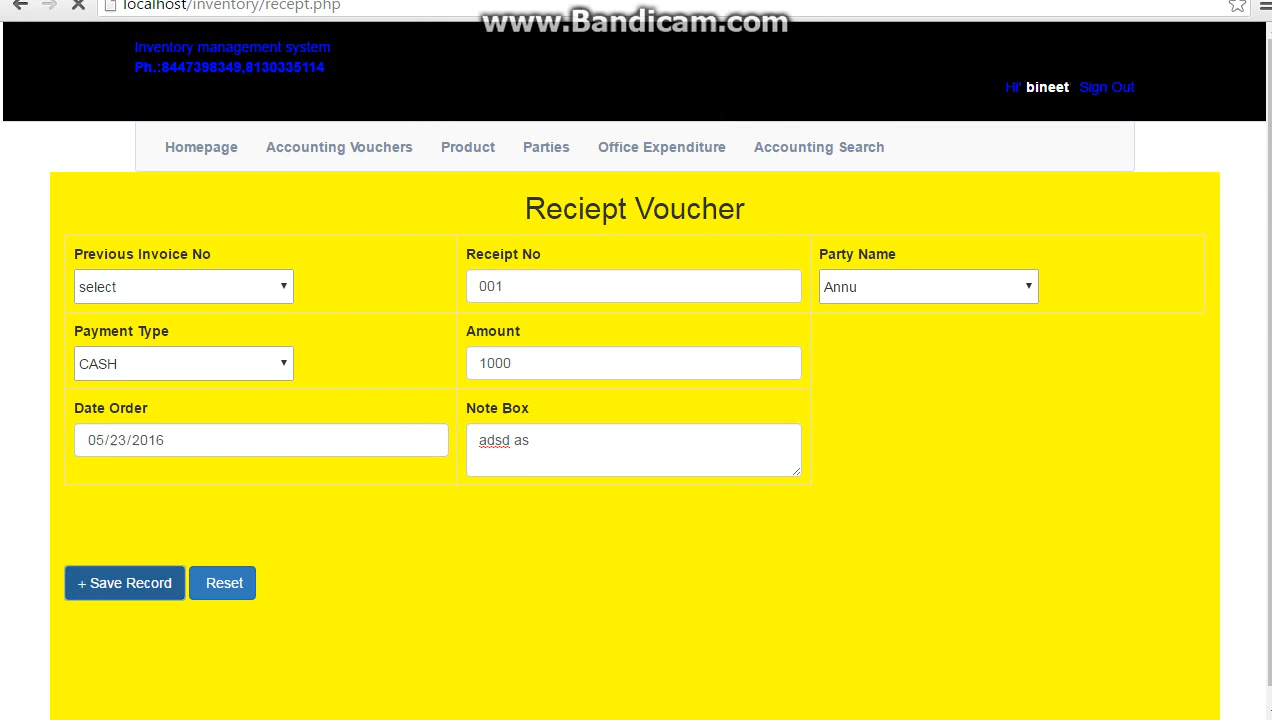 localhost/inventory/recept.php
www.Bandicam.com
Inventory management system
Ph.:8447398349,8130335114
Hi' bineet Sign Out
Homepage Accounting Vouchers Product Parties Office Expenditure Accounting Search
Reciept Voucher
Previous Invoice No Receipt No Party Name
select 001 Annu
Payment Type Amount
CASH 1000
Date Order Note Box
05/23/2016 adsd as
+ Save Record Reset